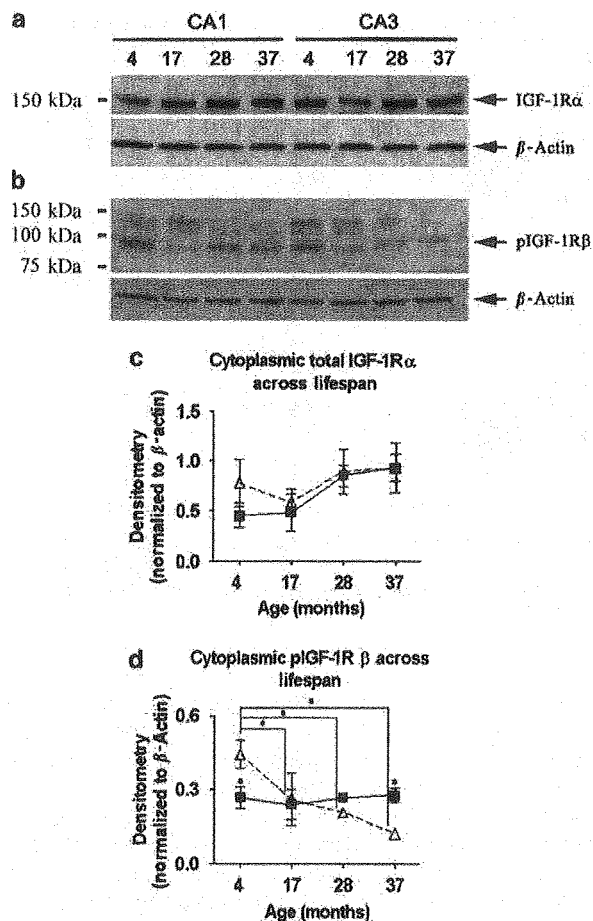 a
CA1 CA3
4 17 28 37 4 17 28 37
150 kDa - IGF-1Rα
β-Actin
b
150 -
100 kDa - pIGF-1Rβ
75 kDa -
β-Actin
c Cytoplasmic total IGF-1Rα
across lifespan
Densitometry
(normalized to β-actin)
1.5
1.0
0.5
0.0
4 17 28 37
Age (months)
d Cytoplasmic pIGF-1R β across
lifespan
Densitometry
(normalized to β-Actin)
0.6
0.3
0.0
* * *
* *
4 17 28 37
Age (months)